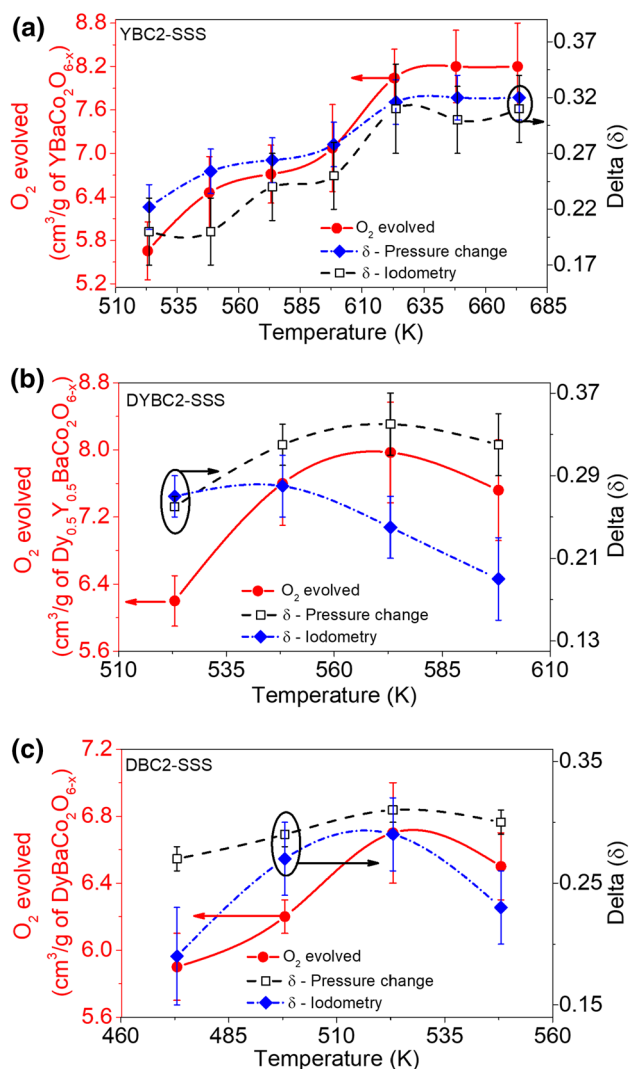 (a)
YBC2-SSS
O2 evolved
(cm3/g of YBaCo2O6-x)
8.8
8.2
7.6
7.0
6.4
5.8
5.2
0.37
0.32
0.27
0.22
0.17
Delta (δ)
O2 evolved
δ - Pressure change
δ - Iodometry
510 535 560 585 610 635 660 685
Temperature (K)
(b)
DYBC2-SSS
O2 evolved
(cm3/g of Dy0.5Y0.5BaCo2O6-x)
8.8
8.0
7.2
6.4
5.6
0.37
0.29
0.21
0.13
Delta (δ)
O2 evolved
δ - Pressure change
δ - Iodometry
510 535 560 585 610
Temperature (K)
(c)
DBC2-SSS
O2 evolved
(cm3/g of DyBaCo2O6-x)
7.2
6.8
6.4
6.0
5.6
0.35
0.25
0.15
Delta (δ)
O2 evolved
δ - Pressure change
δ - Iodometry
460 485 510 535 560
Temperature (K)